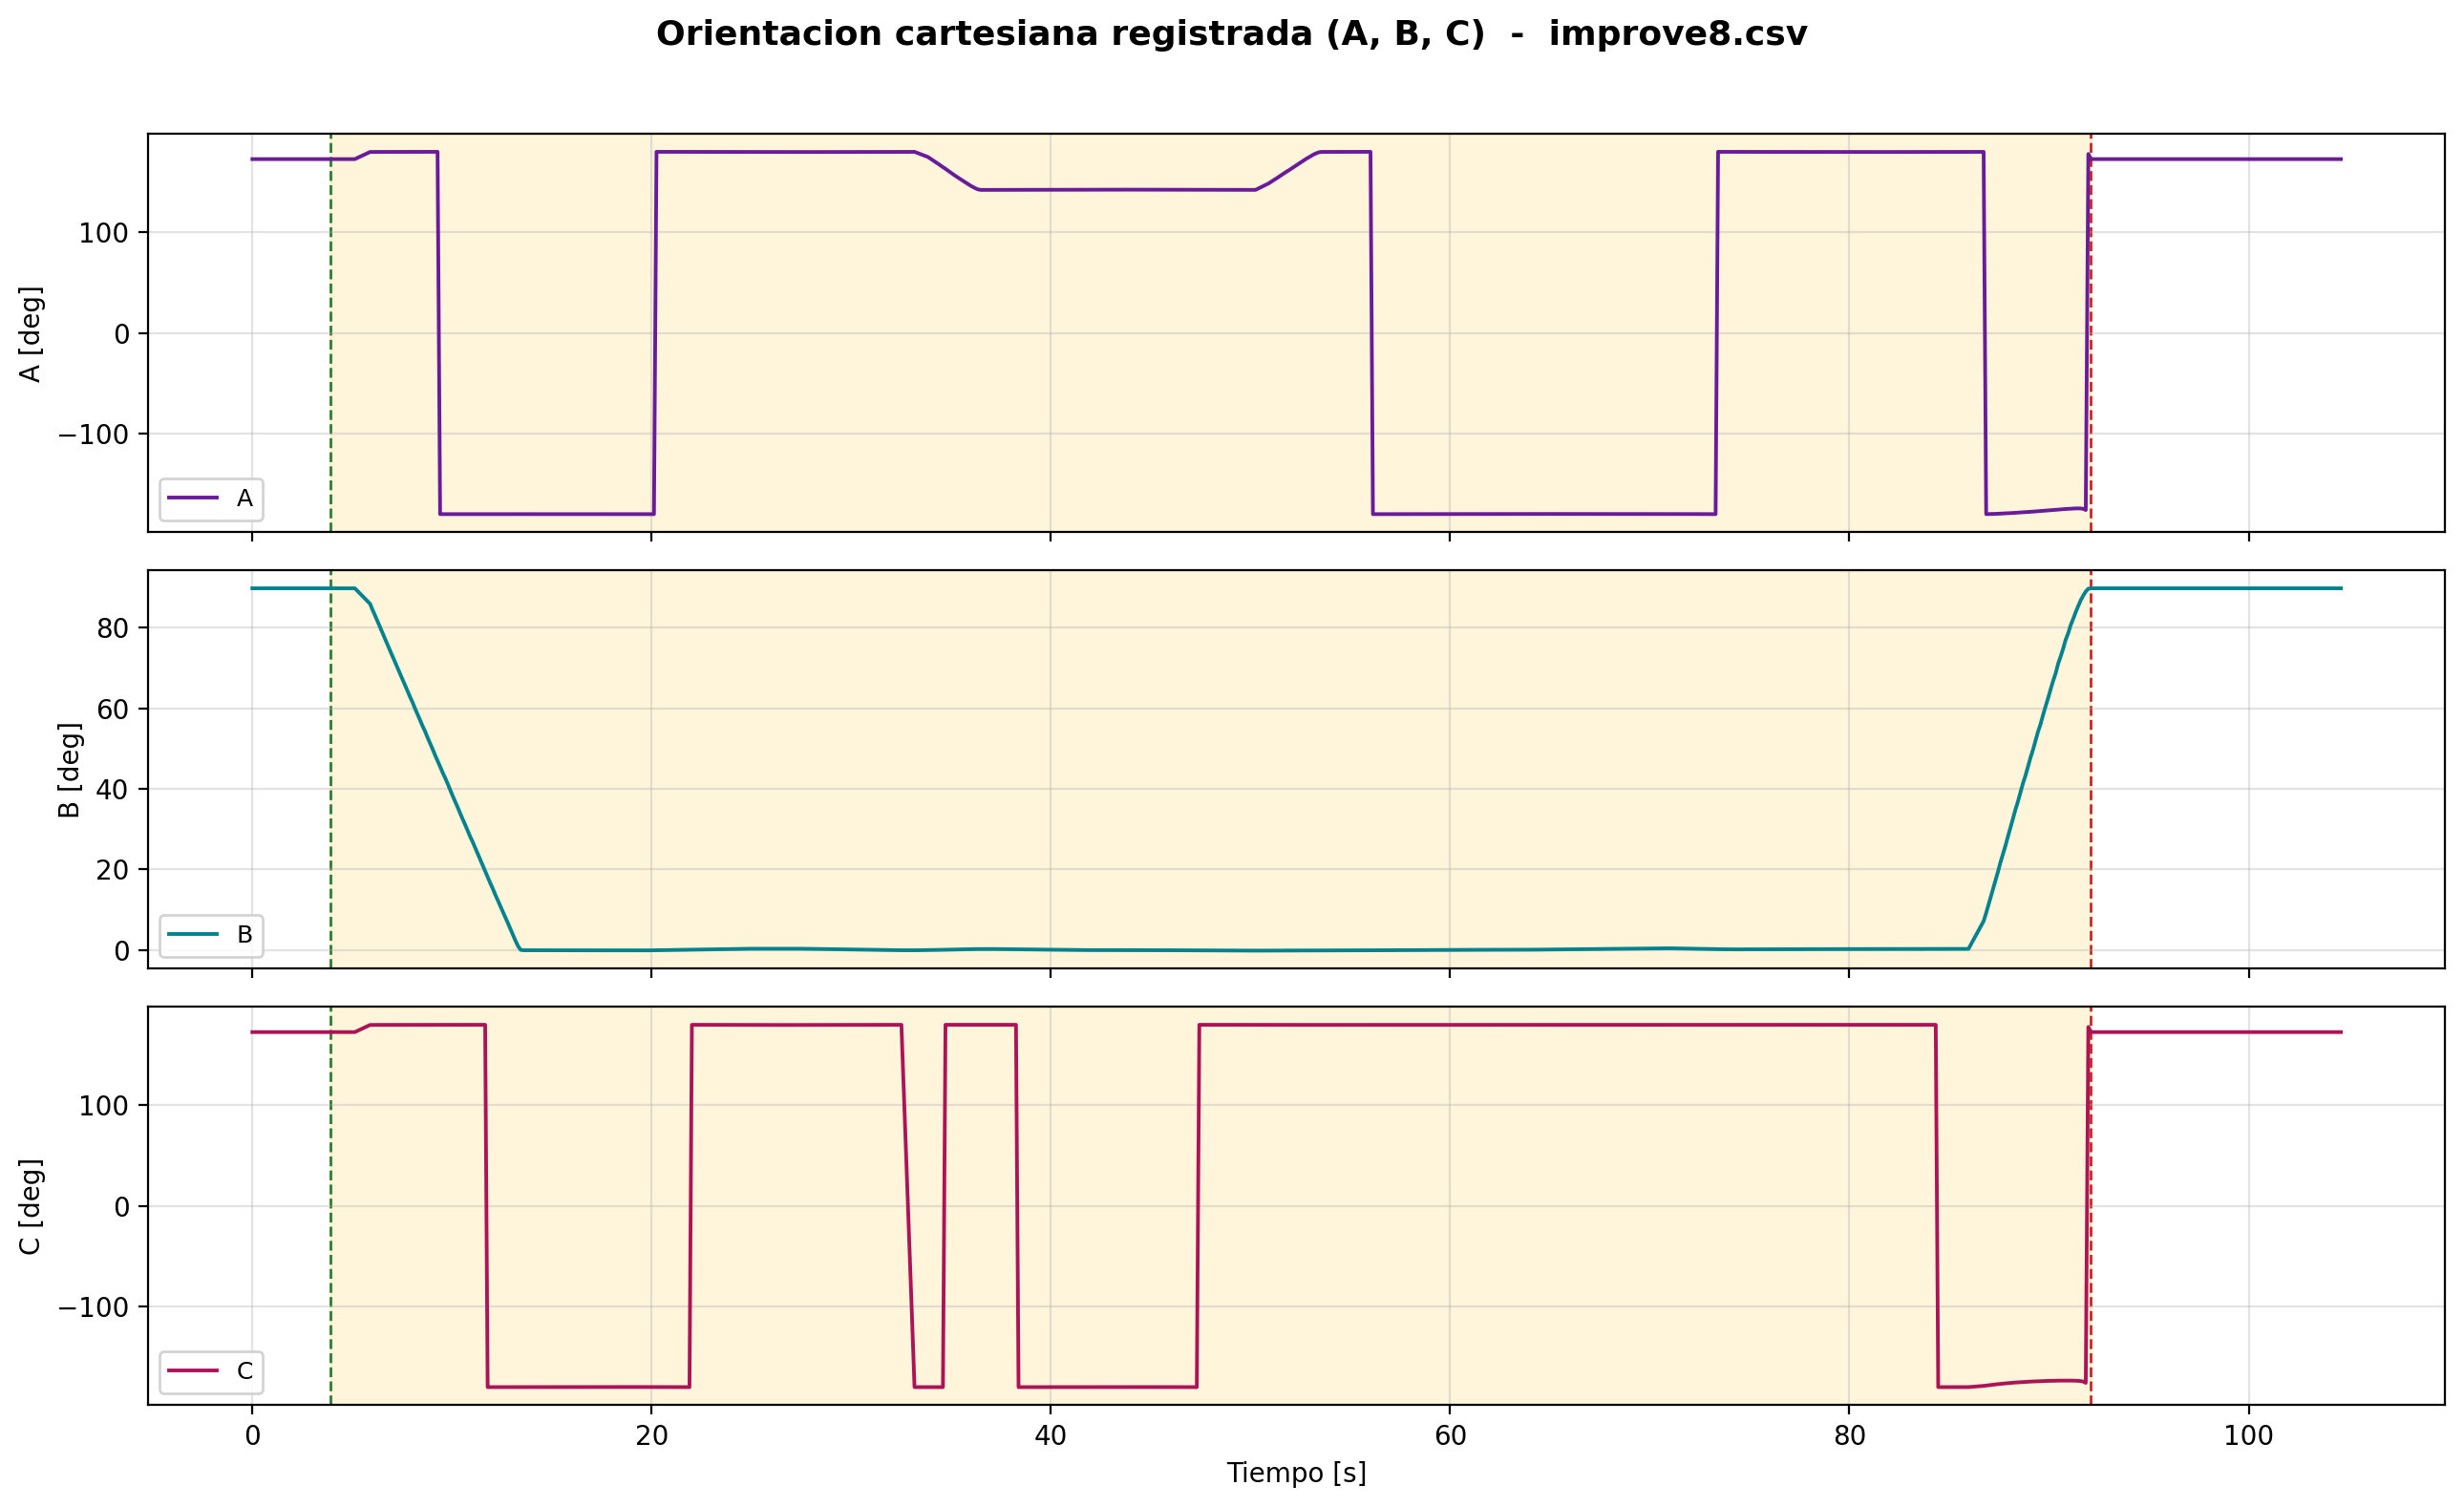 Orientacion cartesiana registrada (A, B, C)  -  improve8.csv
A [deg]
100
0
−100
A
B [deg]
80
60
40
20
0
B
C [deg]
100
0
−100
C
0 20 40 60 80 100
Tiempo [s]